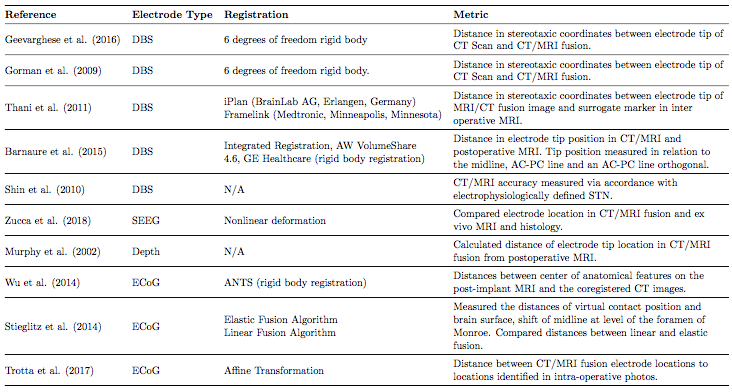 Reference Electrode Type Registration Metric
Geevarghese et al. (2016) DBS 6 degrees of freedom rigid body Distance in stereotaxic coordinates between electrode tip of
CT Scan and CT/MRI fusion.
Gorman et al. (2009) DBS 6 degrees of freedom rigid body. Distance in stereotaxic coordinates between electrode tip of
CT Scan and CT/MRI fusion.
Thani et al. (2011) DBS iPlan (BrainLab AG, Erlangen, Germany)
Framelink (Medtronic, Minneapolis, Minnesota) Distance in stereotaxic coordinates between electrode tip of
MRI/CT fusion image and surrogate marker in inter
operative MRI.
Barnaure et al. (2015) DBS Integrated Registration, AW VolumeShare
4.6, GE Healthcare (rigid body registration) Distance in electrode tip position in CT/MRI and
postoperative MRI. Tip position measured in relation to
the midline, AC-PC line and an AC-PC line orthogonal.
Shin et al. (2010) DBS N/A CT/MRI accuracy measured via accordance with
electrophysiologically defined STN.
Zucca et al. (2018) SEEG Nonlinear deformation Compared electrode location in CT/MRI fusion and ex
vivo MRI and histology.
Murphy et al. (2002) Depth N/A Calculated distance of electrode tip location in CT/MRI
fusion from postoperative MRI.
Wu et al. (2014) ECoG ANTS (rigid body registration) Distances between center of anatomical features on the
post-implant MRI and the coregistered CT images.
Stieglitz et al. (2014) ECoG Elastic Fusion Algorithm
Linear Fusion Algorithm Measured the distances of virtual contact position and
brain surface, shift of midline at level of the foramen of
Monroe. Compared distances between linear and elastic
fusion.
Trotta et al. (2017) ECoG Affine Transformation Distance between CT/MRI fusion electrode locations to
locations identified in intra-operative photos.